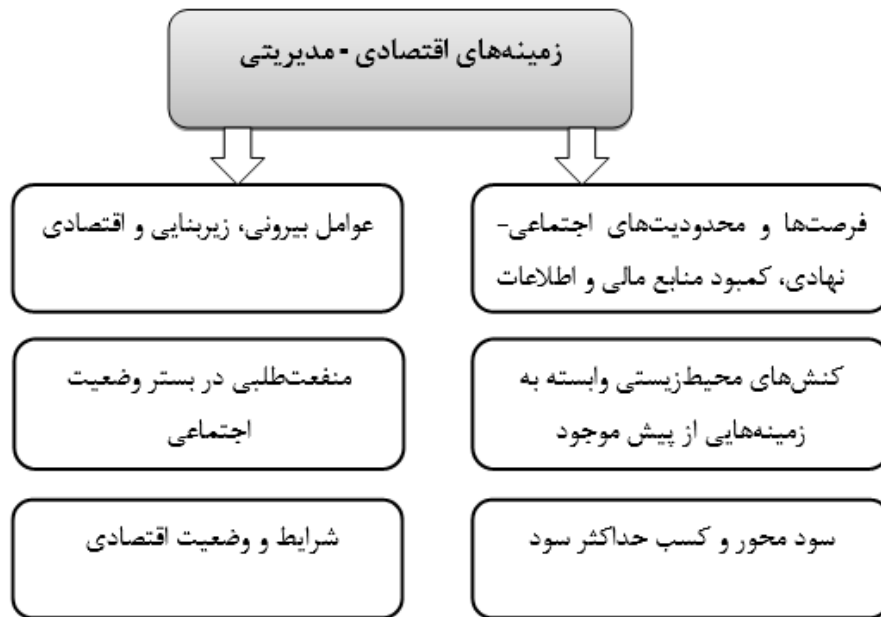 زمینه‌های اقتصادی - مدیریتی
فرصت‌ها و محدودیت‌های اجتماعی-
نهادی، کمبود منابع مالی و اطلاعات
عوامل بیرونی، زیربنایی و اقتصادی
کنش‌های محیط‌زیستی وابسته به
زمینه‌هایی از پیش موجود
منفعت‌طلبی در بستر وضعیت
اجتماعی
سود محور و کسب حداکثر سود
شرایط و وضعیت اقتصادی